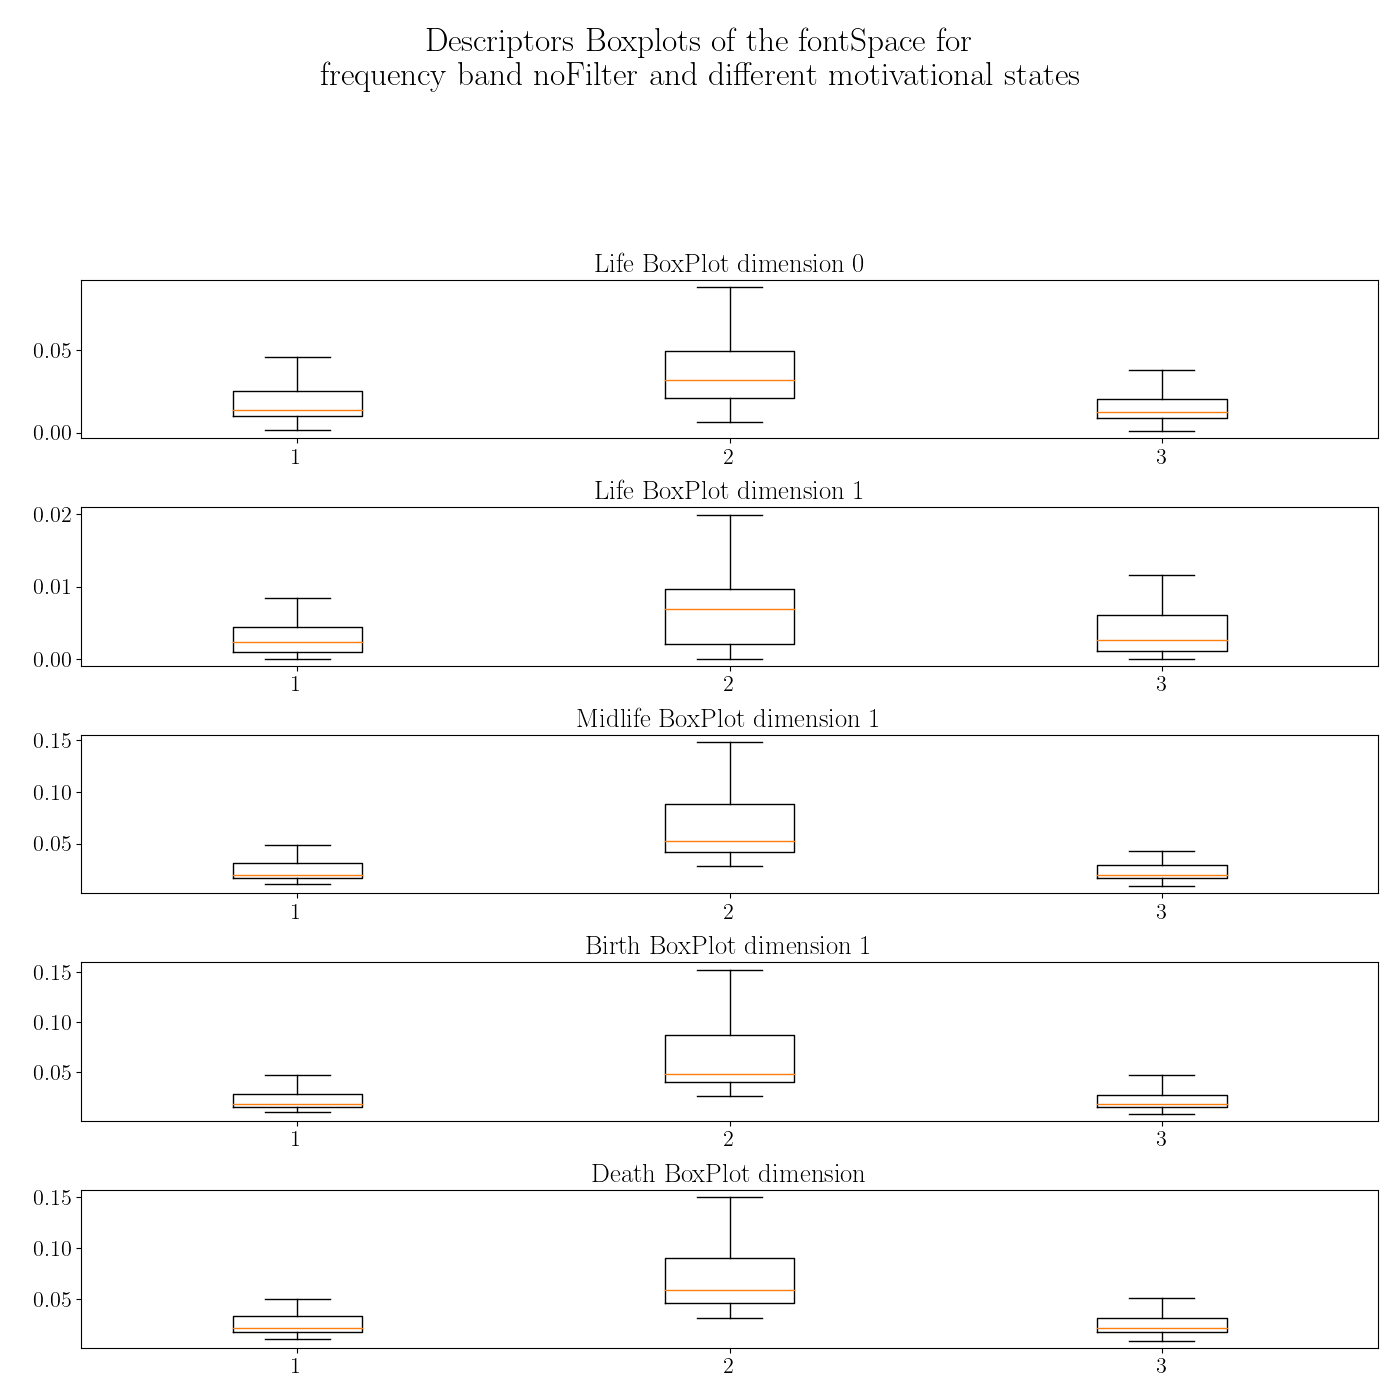 Descriptors Boxplots of the fontSpace for
frequency band noFilter and different motivational states
Life BoxPlot dimension 0
0.05
0.00
1 2 3
Life BoxPlot dimension 1
0.02
0.01
0.00
1 2 3
Midlife BoxPlot dimension 1
0.15
0.10
0.05
1 2 3
Birth BoxPlot dimension 1
0.15
0.10
0.05
1 2 3
Death BoxPlot dimension
0.15
0.10
0.05
1 2 3